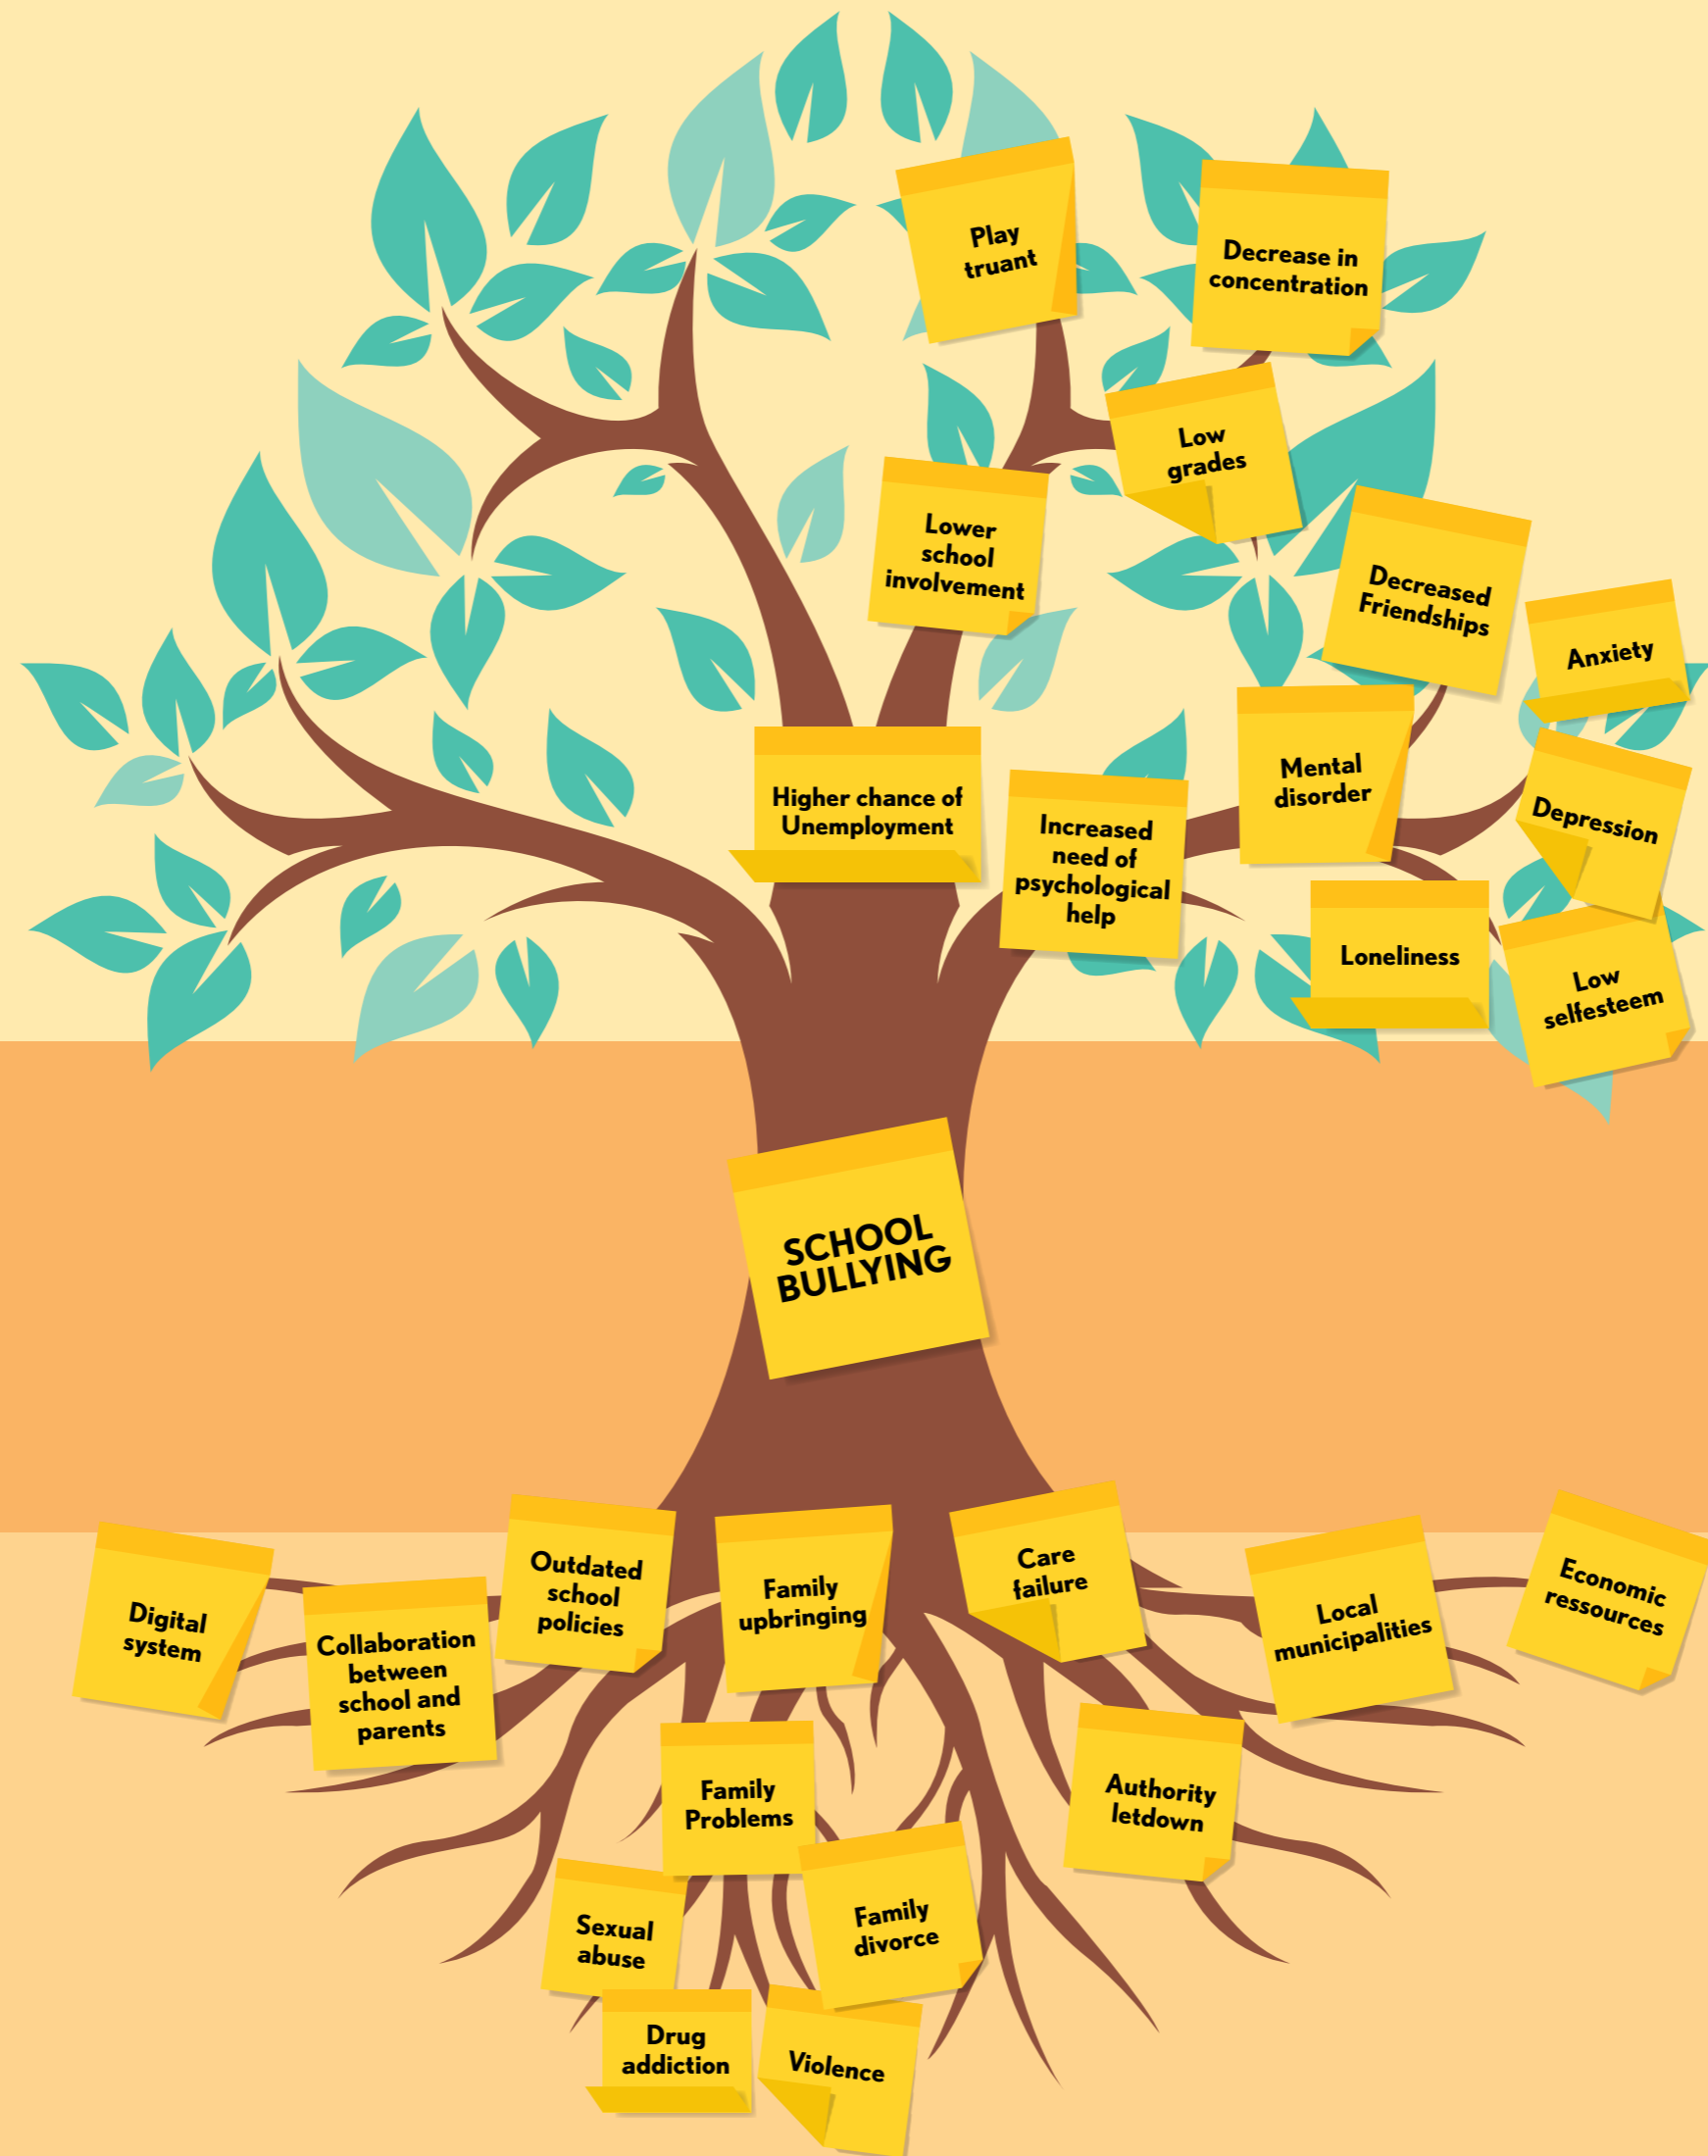 Play
truant
Decrease in
concentration
Low
grades
Lower
school
involvement
Decreased
Friendships
Anxiety
Mental
disorder
Depression
Higher chance of
Unemployment
Increased
need of
psychological
help
Loneliness
Low
selfesteem
SCHOOL
BULLYING
Digital
system
Collaboration
between
school and
parents
Outdated
school
policies
Family
upbringing
Care
failure
Local
municipalities
Economic
ressources
Family
Problems
Authority
letdown
Sexual
abuse
Family
divorce
Drug
addiction
Violence